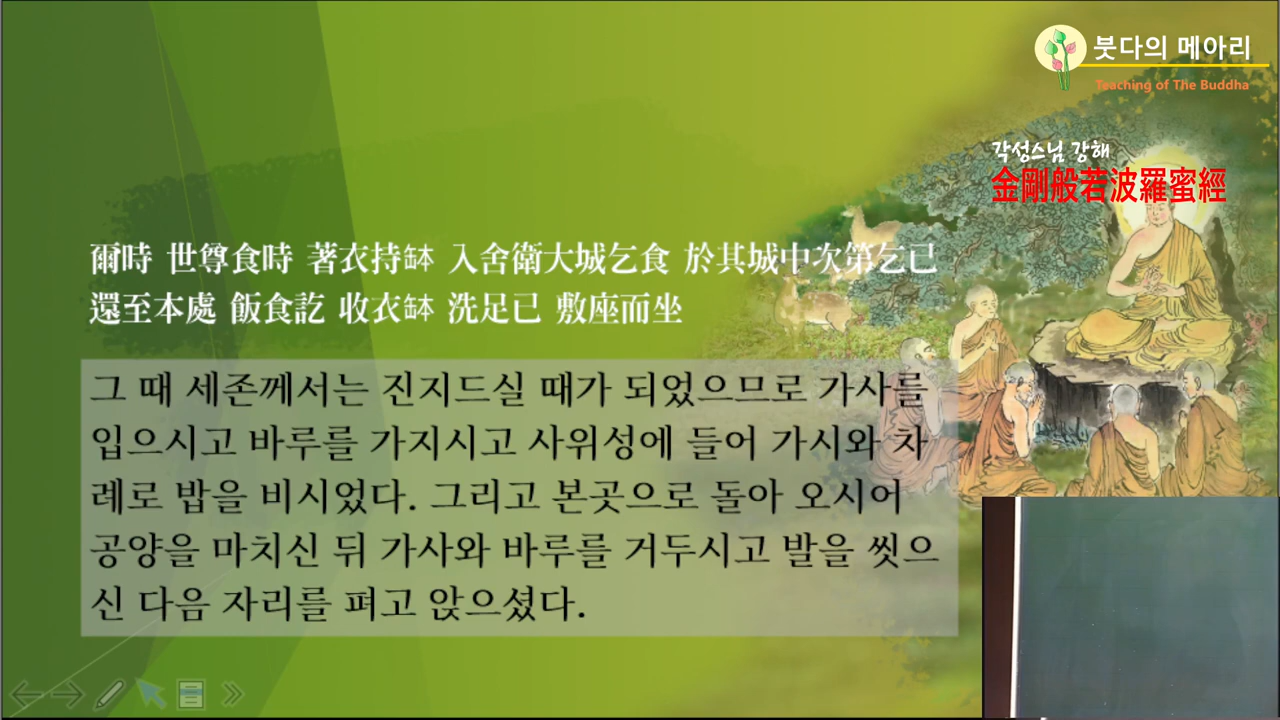 붓다의 메아리
Teaching of The Buddha
각성스님 강해
金剛般若波羅蜜經
爾時 世尊食時 著衣持缽 入舍衛大城乞食 於其城中次第乞已
還至本處 飯食訖 收衣缽 洗足已 敷座而坐
그 때 세존께서는 진지드실 때가 되었으므로 가사를
입으시고 바루를 가지시고 사위성에 들어 가시와 차
례로 밥을 비시었다. 그리고 본곳으로 돌아 오시어
공양을 마치신 뒤 가사와 바루를 거두시고 발을 씻으
신 다음 자리를 펴고 앉으셨다.